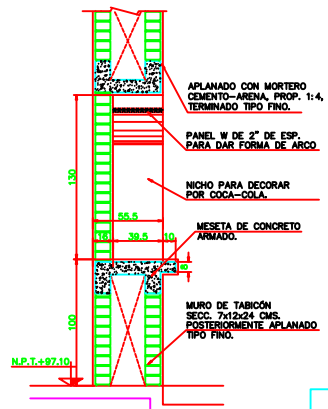 APLANADO CON MORTERO
CEMENTO-ARENA, PROP. 1:4,
TERMINADO TIPO FINO.
PANEL W DE 2" DE ESP.
PARA DAR FORMA DE ARCO
130
NICHO PARA DECORAR
POR COCA-COLA.
55.5
16
39.5
10
MESETA DE CONCRETO
ARMADO.
8
100
MURO DE TABICÓN
SECC. 7x12x24 CMS.
POSTERIORMENTE APLANADO
TIPO FINO.
N.P.T.+97.10